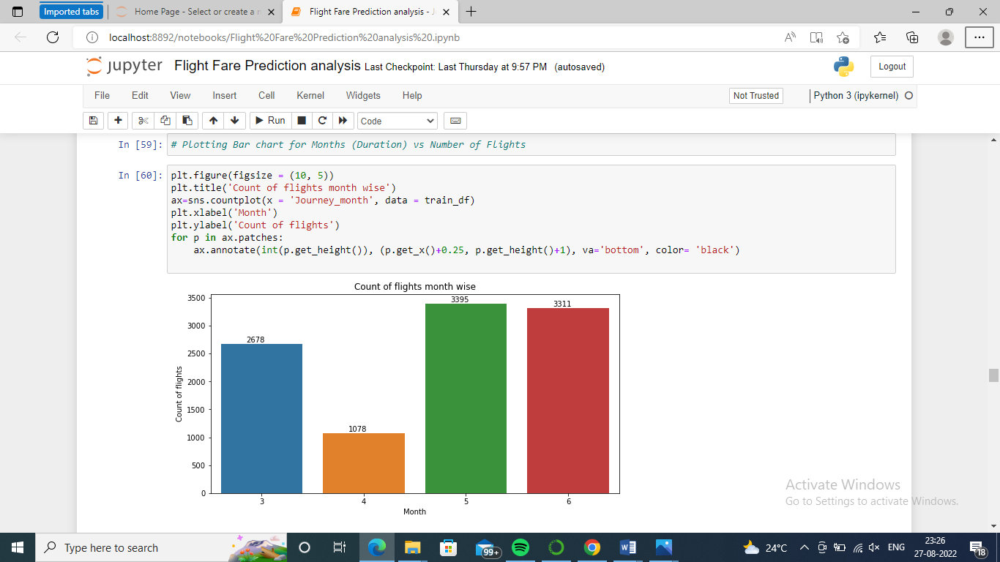 Imported tabs
Home Page - Select or create a n
Flight Fare Prediction analysis - J
localhost:8892/notebooks/Flight%20Fare%20Prediction%20analysis%20.ipynb
jupyter Flight Fare Prediction analysis Last Checkpoint: Last Thursday at 9:57 PM (autosaved)
Logout
File Edit View Insert Cell Kernel Widgets Help
Not Trusted
Python 3 (ipykernel)
Run
Code
In [59]: # Plotting Bar chart for Months (Duration) vs Number of Flights
In [60]: plt.figure(figsize = (10, 5))
plt.title('Count of flights month wise')
ax=sns.countplot(x = 'Journey_month', data = train_df)
plt.xlabel('Month')
plt.ylabel('Count of flights')
for p in ax.patches:
    ax.annotate(int(p.get_height()), (p.get_x()+0.25, p.get_height()+1), va='bottom', color= 'black')
Count of flights month wise
3500
3000
2500
2000
1500
1000
500
0
Count of flights
2678
1078
3395
3311
3 4 5 6
Month
Activate Windows
Go to Settings to activate Windows.
Type here to search
99+
24°C
ENG
23:26
27-08-2022
18